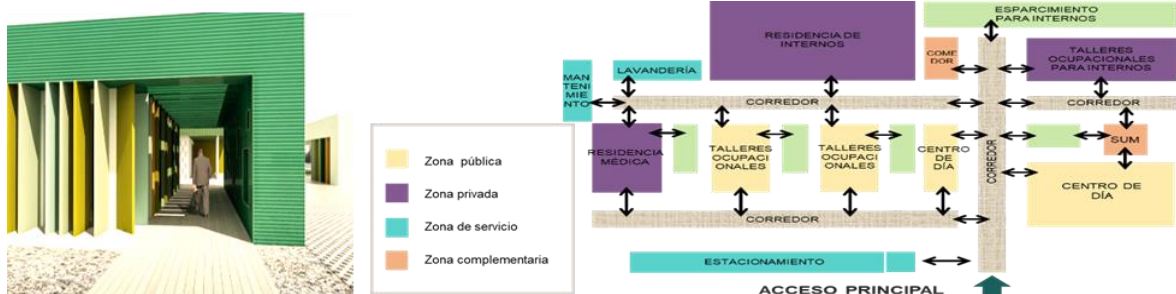 Zona pública
Zona privada
Zona de servicio
Zona complementaria
ESPARCIMIENTO
PARA INTERNOS
RESIDENCIA DE
INTERNOS
COME
DOR
TALLERES
OCUPACIONALES
PARA INTERNOS
MAN
TENI
MIE
NTO
LAVANDERÍA
CORREDOR
CORREDOR
RESIDENCIA
MÉDICA
TALLERES
OCUPACI
ONALES
TALLERES
OCUPACI
ONALES
CENTRO
DE
DÍA
CORREDOR
SUM
CENTRO DE
DÍA
CORREDOR
ESTACIONAMIENTO
ACCESO PRINCIPAL